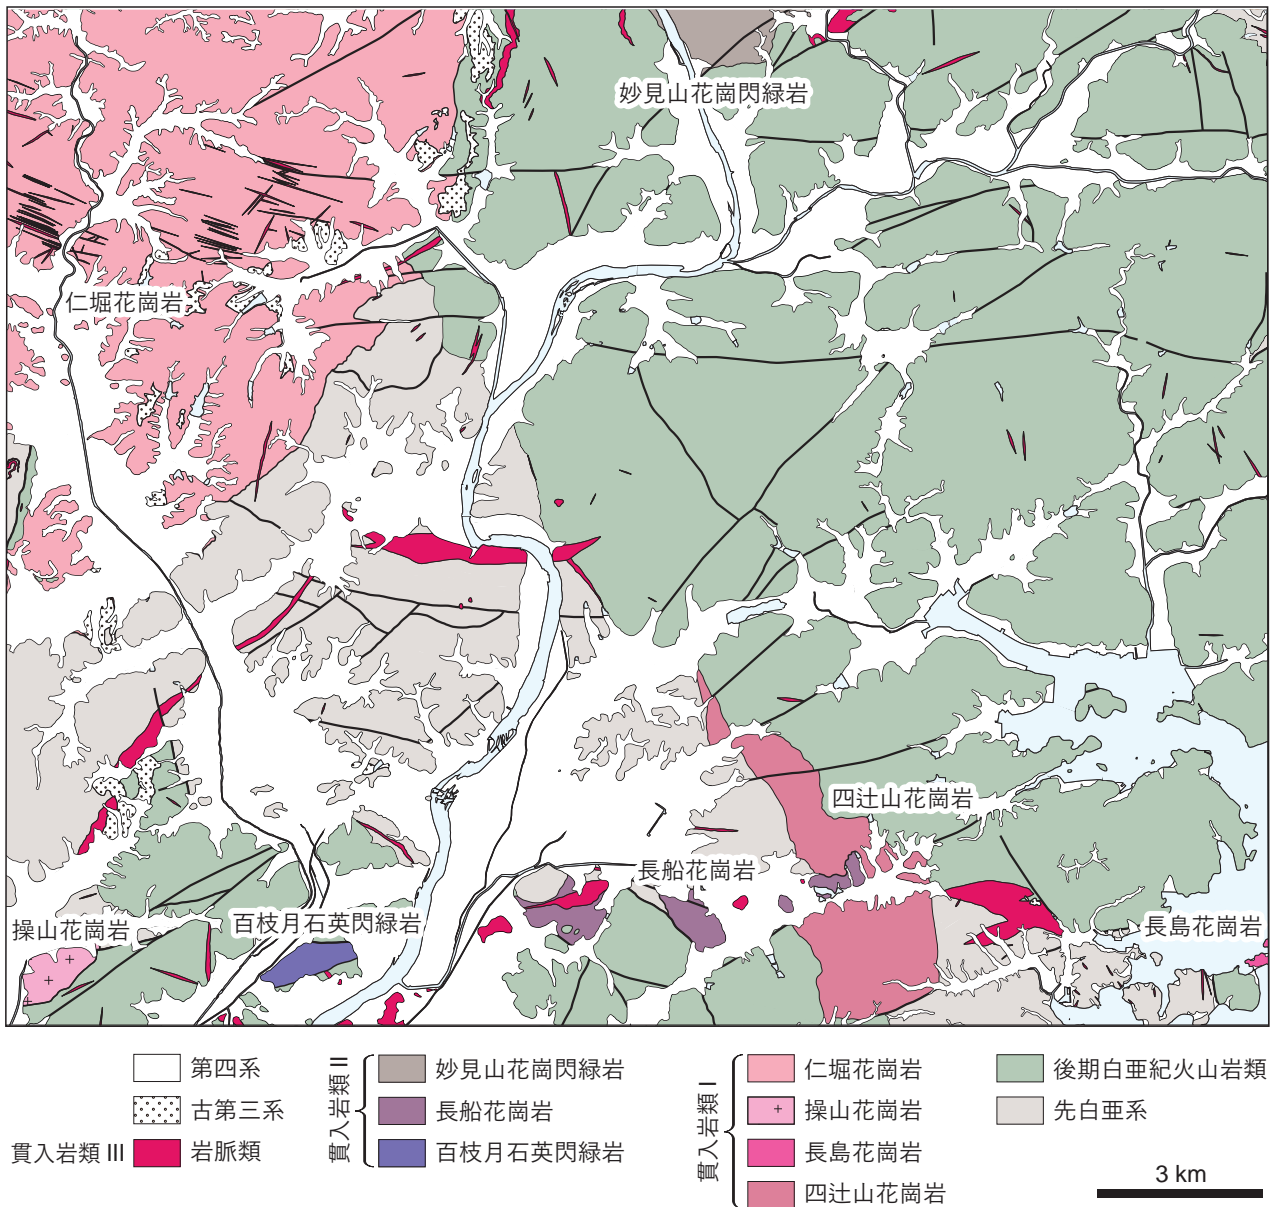 妙見山花崗閃緑岩
仁堀花崗岩
四辻山花崗岩
長船花崗岩
操山花崗岩
百枝月石英閃緑岩
長島花崗岩
+
+
+
第四系
古第三系
貫入岩類 III
岩脈類
貫入岩類 II
妙見山花崗閃緑岩
長船花崗岩
百枝月石英閃緑岩
貫入岩類 I
仁堀花崗岩
+
操山花崗岩
長島花崗岩
四辻山花崗岩
後期白亜紀火山岩類
先白亜系
3 km